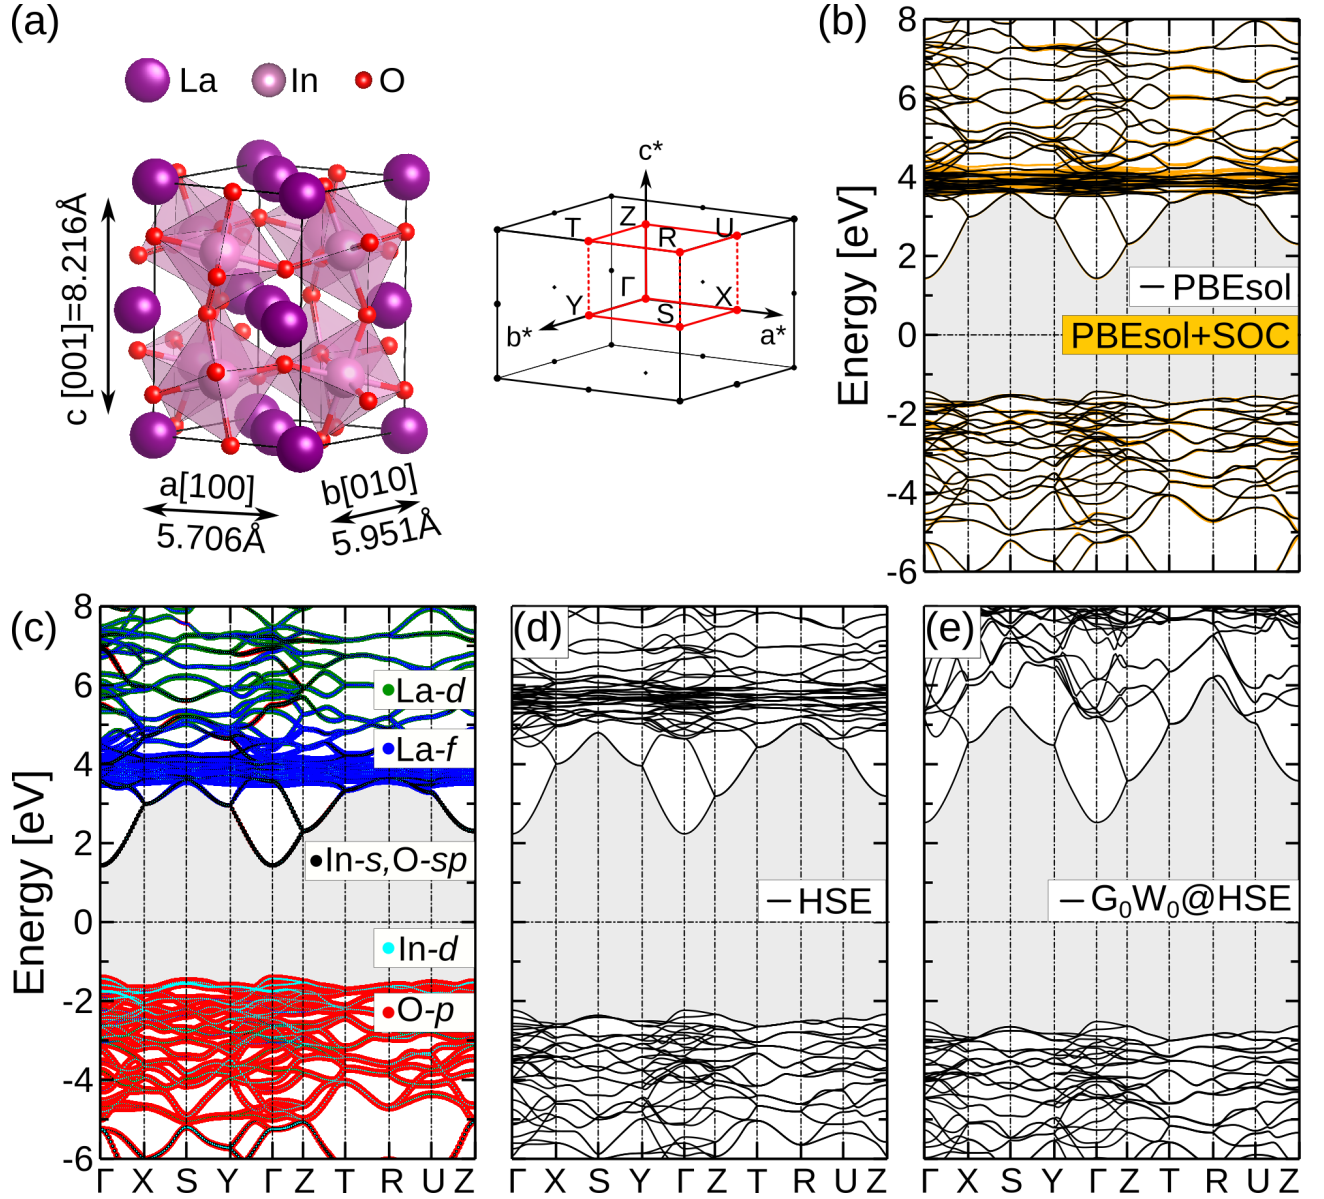 (a)
La In O
c [001]=8.216Å
a[100]
5.706Å
b[010]
5.951Å
c*
Z
T
U
R
Γ
X
Y
S
b*
a*
(b)
Energy [eV]
8
6
4
2
0
-2
-4
-6
PBEsol
PBEsol+SOC
(c)
Energy [eV]
8
6
4
2
0
-2
-4
-6
La-d
La-f
In-s,O-sp
In-d
O-p
Γ X S Y Γ Z T R U Z
(d)
HSE
Γ X S Y Γ Z T R U Z
(e)
G₀W₀@HSE
Γ X S Y Γ Z T R U Z